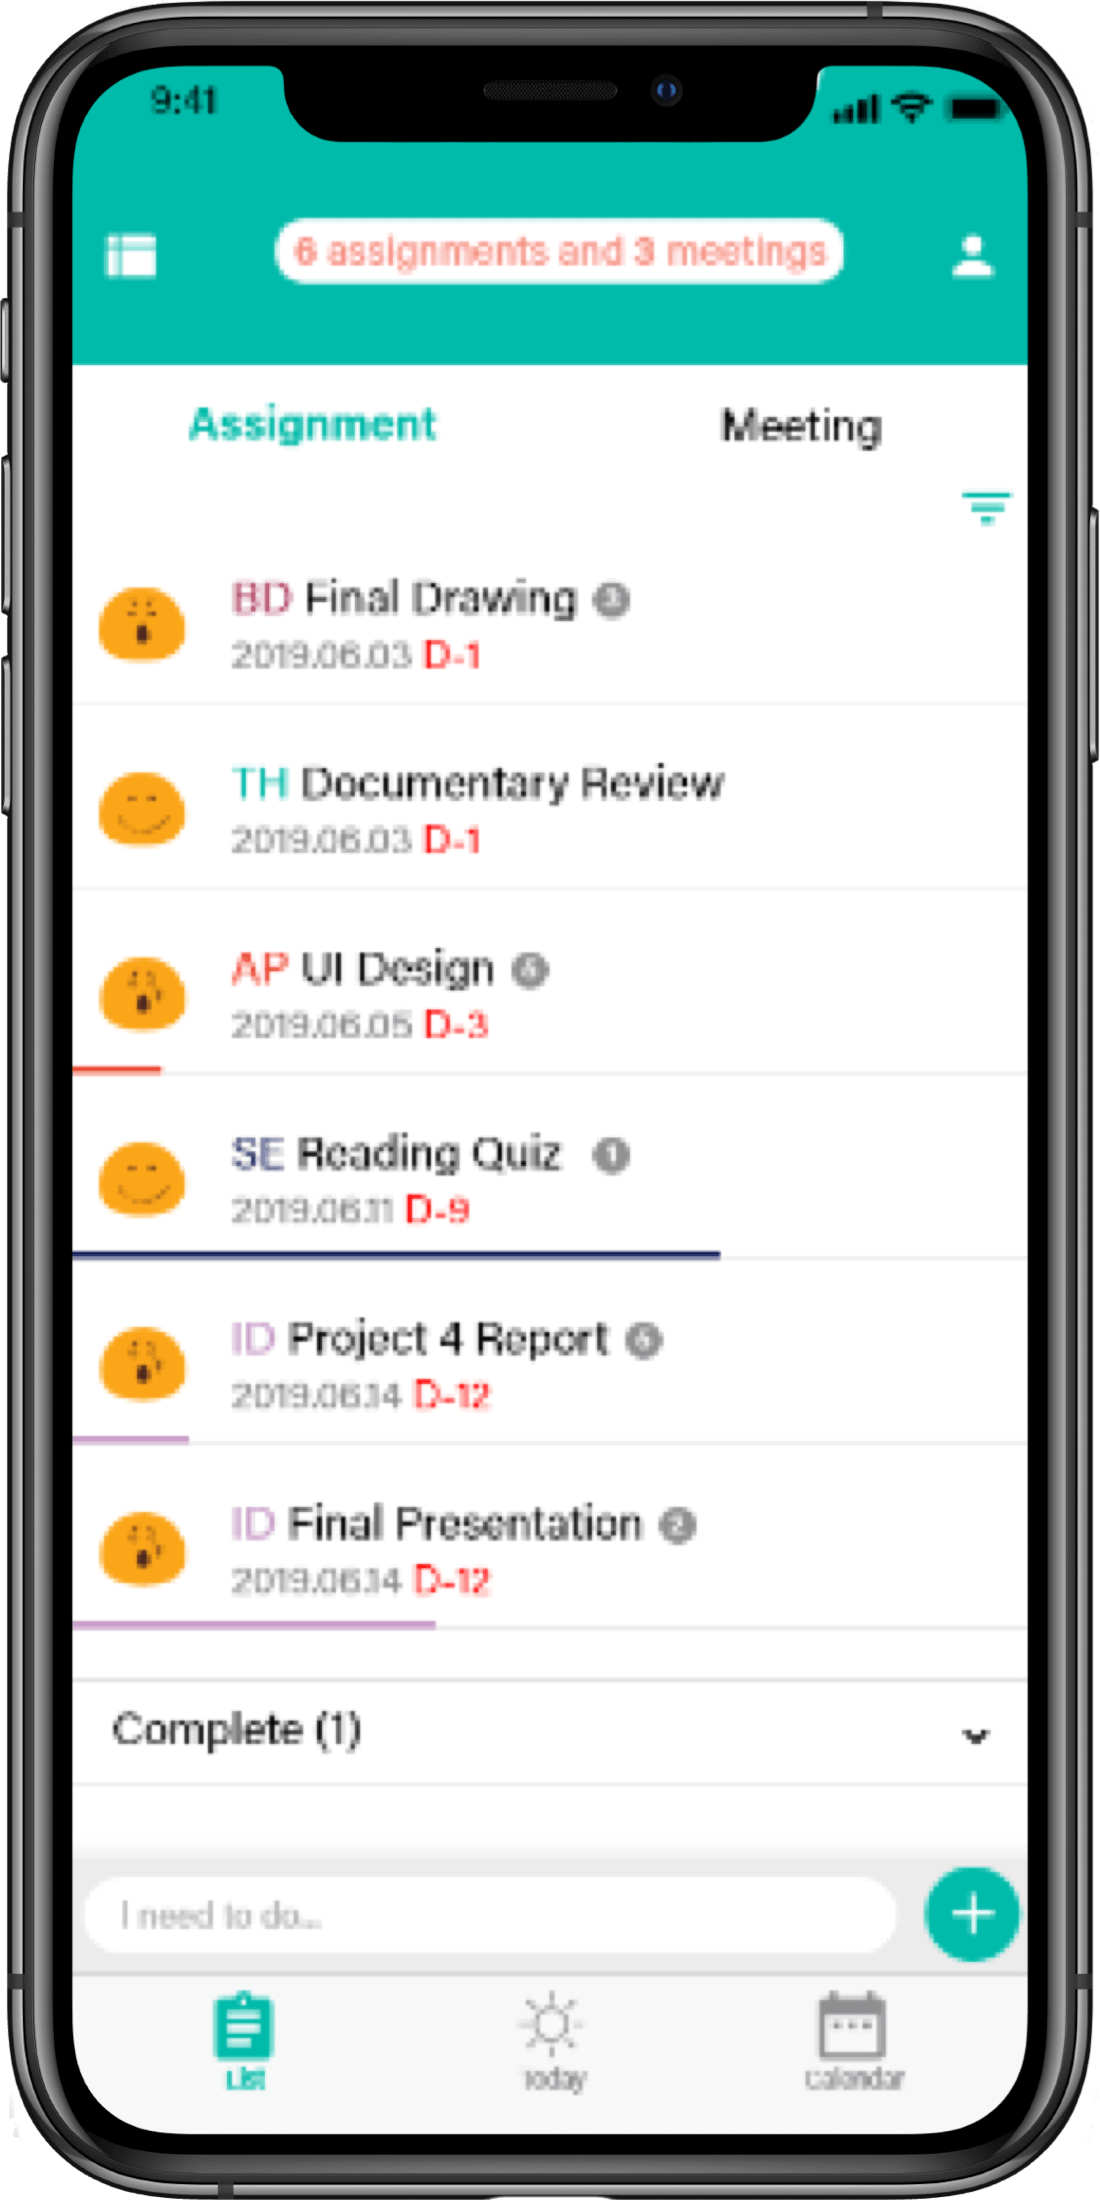 9:41
6 assignments and 3 meetings
Assignment
Meeting
BD Final Drawing
2019.06.03 D-1
TH Documentary Review
2019.06.03 D-1
AP UI Design
2019.06.05 D-3
SE Reading Quiz 1
2019.06.11 D-9
ID Project 4 Report
2019.06.14 D-12
ID Final Presentation 2
2019.06.14 D-12
Complete (1)
I need to do...
List
Today
Calendar